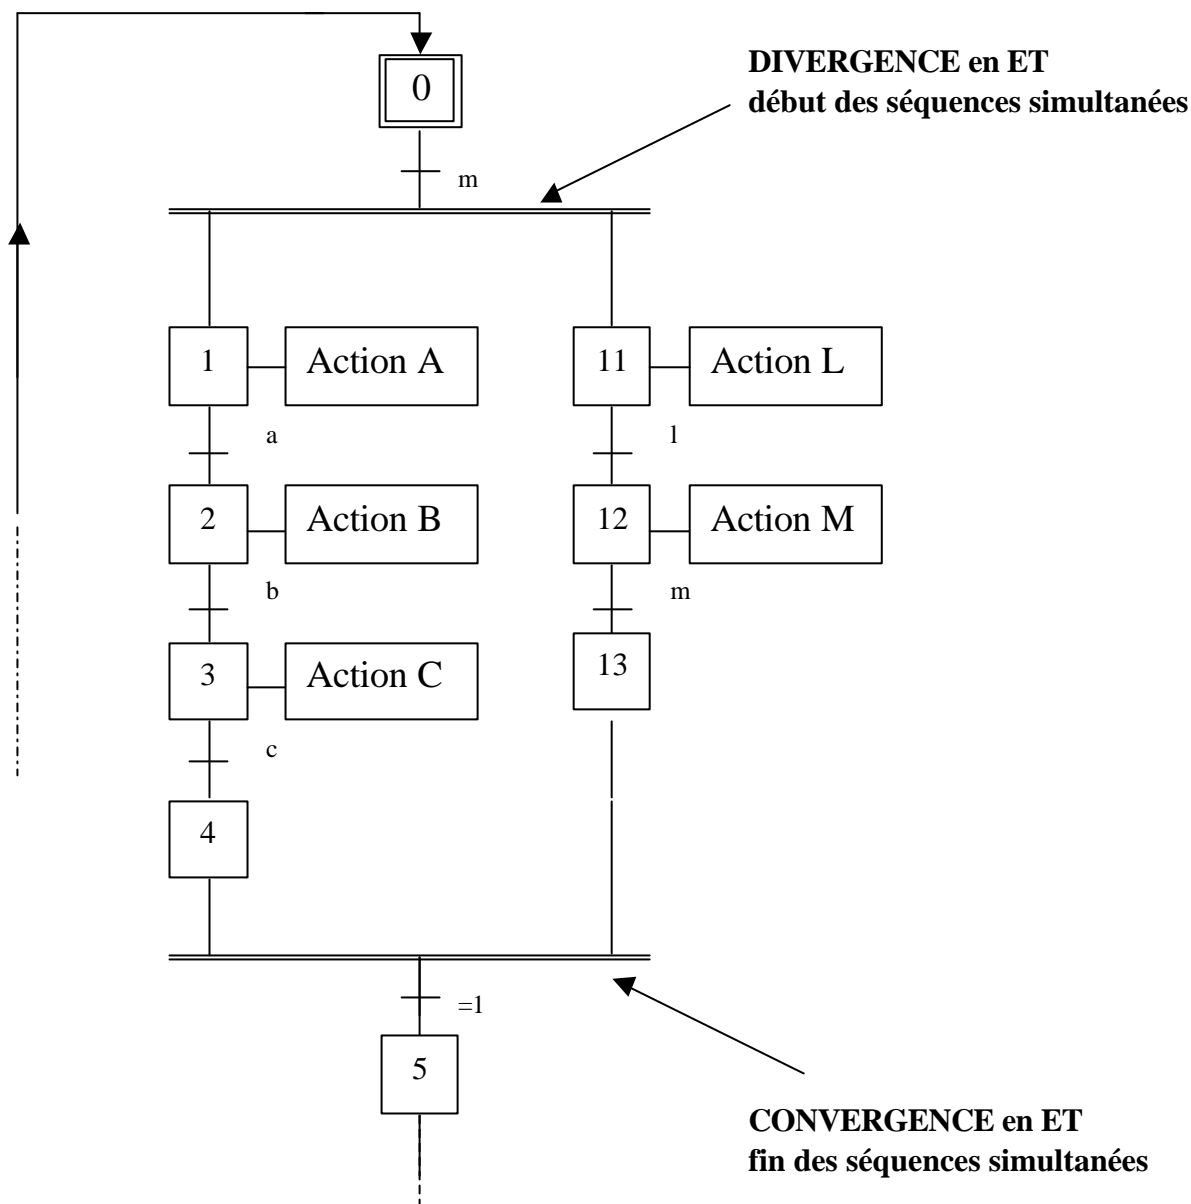 0
DIVERGENCE en ET
début des séquences simultanées
m
1
Action A
11
Action L
a
l
2
Action B
12
Action M
b
m
3
Action C
13
c
4
=1
5
CONVERGENCE en ET
fin des séquences simultanées